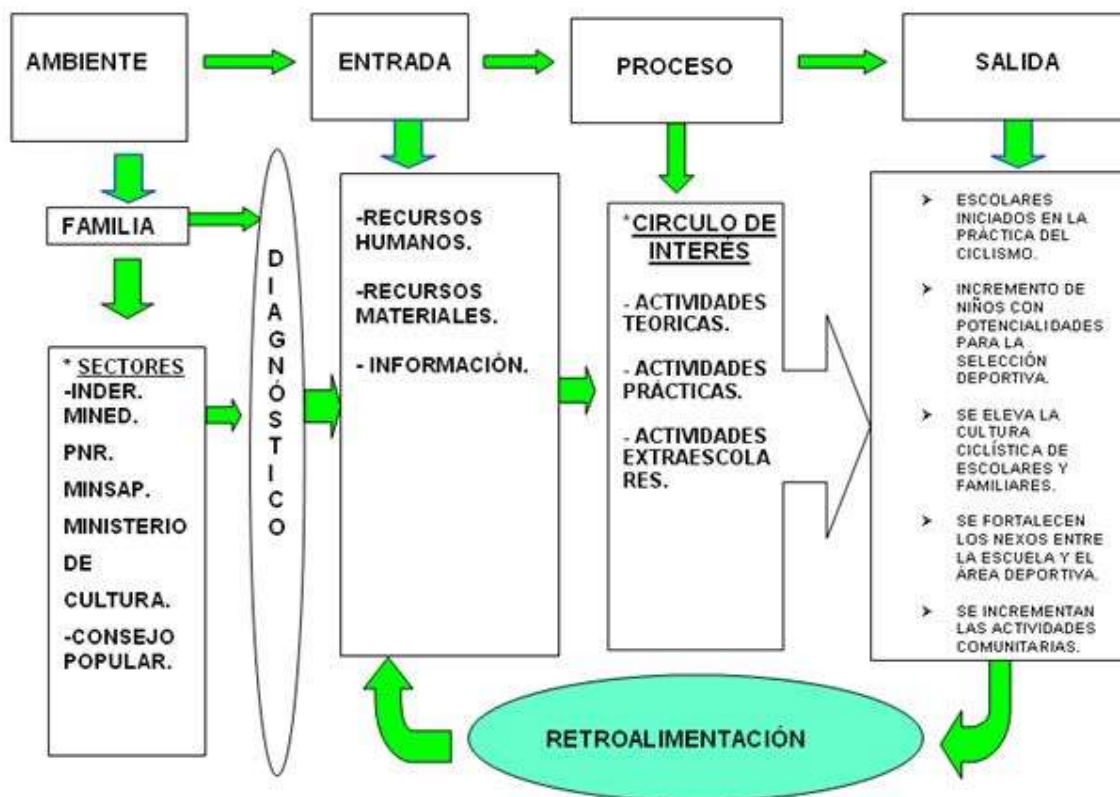 AMBIENTE
ENTRADA
PROCESO
SALIDA
FAMILIA
* SECTORES
-INDER.
MINED.
PNR.
MINSAP.
MINISTERIO
DE
CULTURA.
-CONSEJO
POPULAR.
DIAGNÓSTICO
-RECURSOS
HUMANOS.
-RECURSOS
MATERIALES.
- INFORMACIÓN.
*CIRCULO DE
INTERÉS
- ACTIVIDADES
TEORICAS.
- ACTIVIDADES
PRÁCTICAS.
- ACTIVIDADES
EXTRAESCOLA
RES.
➢ ESCOLARES
INICIADOS EN LA
PRÁCTICA DEL
CICLISMO.
➢ INCREMENTO DE
NIÑOS CON
POTENCIALIDADES
PARA LA
SELECCIÓN
DEPORTIVA.
➢ SE ELEVA LA
CULTURA
CICLÍSTICA DE
ESCOLARES Y
FAMILIARES.
➢ SE FORTALECEN
LOS NEXOS ENTRE
LA ESCUELA Y EL
ÁREA DEPORTIVA.
➢ SE INCREMENTAN
LAS ACTIVIDADES
COMUNITARIAS.
RETROALIMENTACIÓN